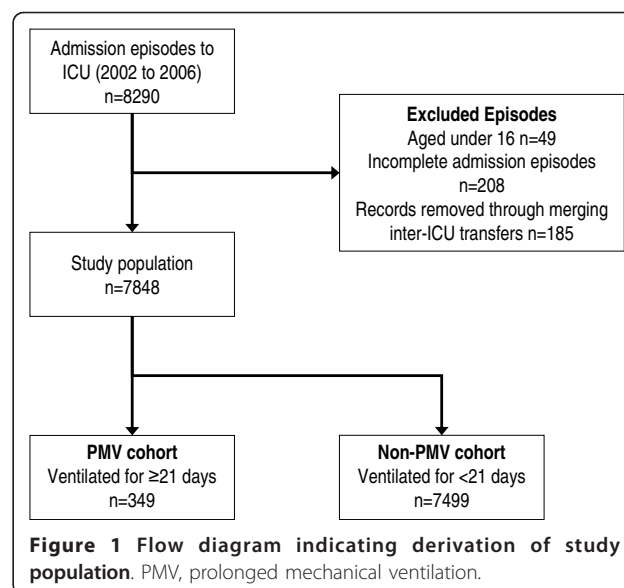 Admission episodes to
ICU (2002 to 2006)
n=8290
Excluded Episodes
Aged under 16 n=49
Incomplete admission episodes
n=208
Records removed through merging
inter-ICU transfers n=185
Study population
n=7848
PMV cohort
Ventilated for ≥21 days
n=349
Non-PMV cohort
Ventilated for <21 days
n=7499
Figure 1 Flow diagram indicating derivation of study
population. PMV, prolonged mechanical ventilation.